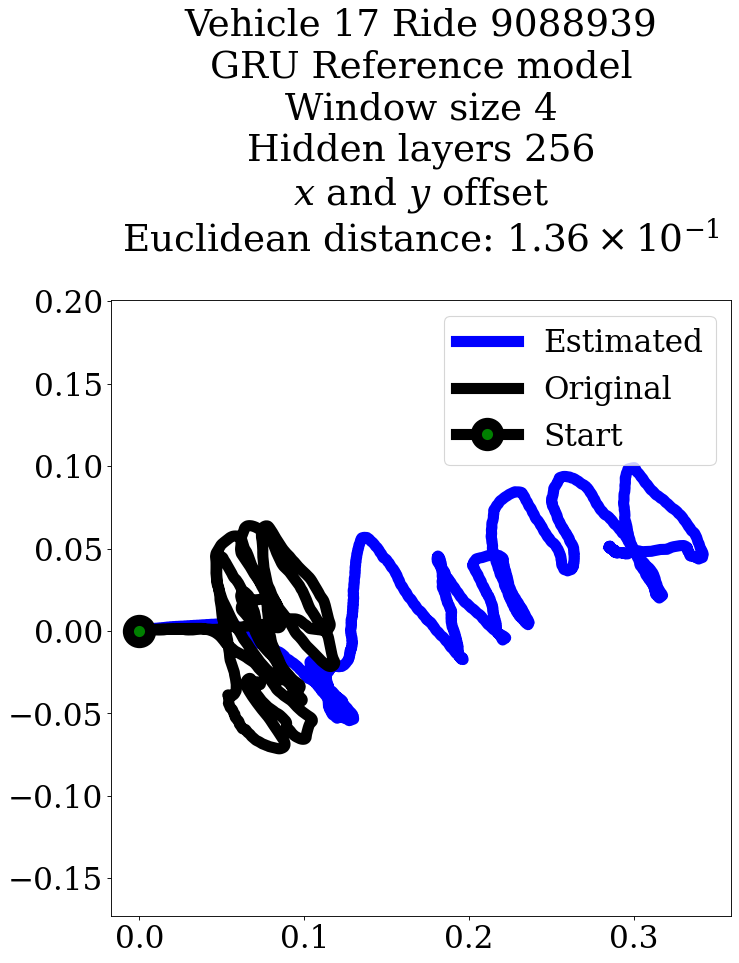 Vehicle 17 Ride 9088939
GRU Reference model
Window size 4
Hidden layers 256
x and y offset
Euclidean distance: 1.36 × 10⁻¹
Estimated
Original
Start
0.20
0.15
0.10
0.05
0.00
−0.05
−0.10
−0.15
0.0 0.1 0.2 0.3